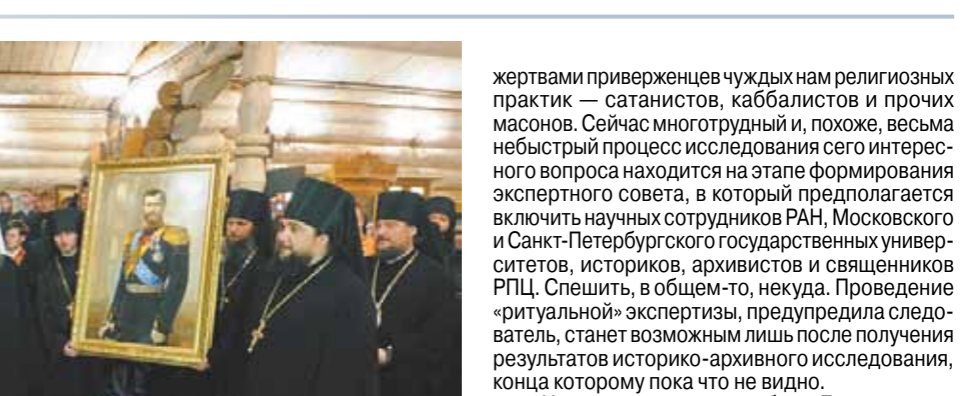 жертвами приверженцев чуждых нам религиозных
практик — сатанистов, каббалистов и прочих
масонов. Сейчас многотрудный и, похоже, весьма
небыстрый процесс исследования сего интерес-
ного вопроса находится на этапе формирования
экспертного совета, в который предполагается
включить научных сотрудников РАН, Московского
и Санкт-Петербургского государственных универ-
ситетов, историков, архивистов и священников
РПЦ. Спешить, в общем-то, некуда. Проведение
«ритуальной» экспертизы, предупредила следо-
ватель, станет возможным лишь после получения
результатов историко-архивного исследования,
конца которому пока что не видно.